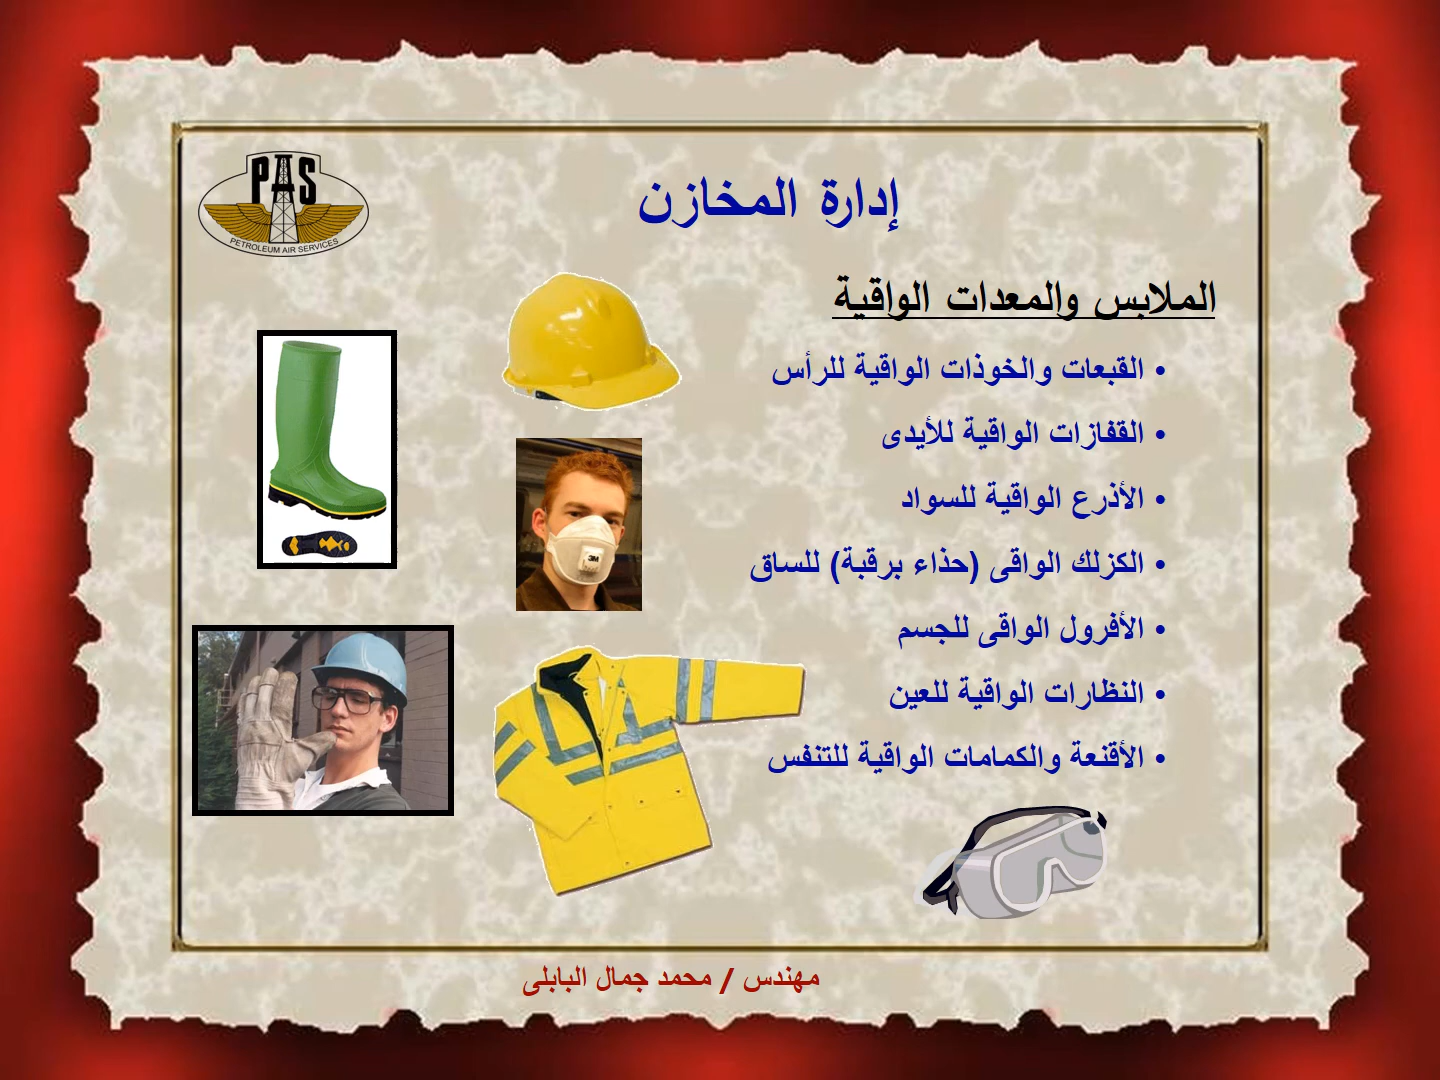 PAS
PETROLEUM AIR SERVICES
إدارة المخازن
الملابس والمعدات الواقية
• القبعات والخوذات الواقية للرأس
• القفازات الواقية للأيدى
• الأذرع الواقية للسواد
• الكزلك الواقى (حذاء برقبة) للساق
• الأفرول الواقى للجسم
• النظارات الواقية للعين
• الأقنعة والكمامات الواقية للتنفس
3M
مهندس / محمد جمال البابلى